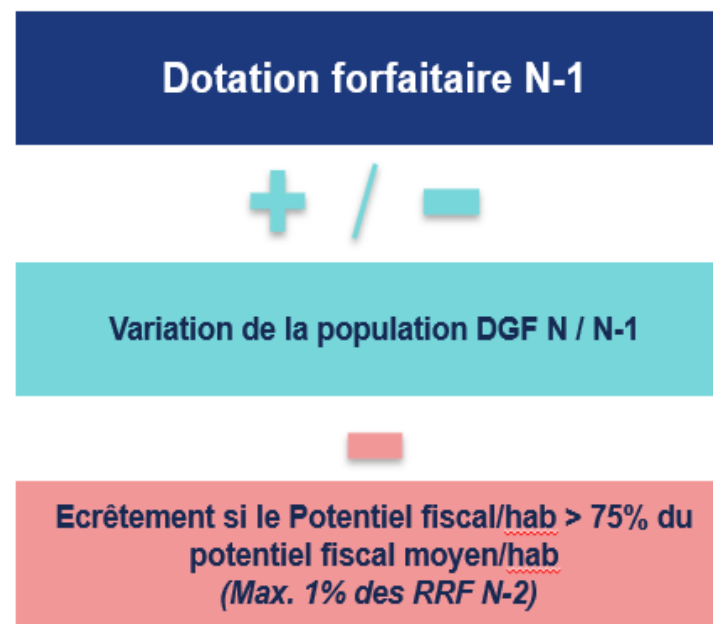 Dotation forfaitaire N-1
+ / -
Variation de la population DGF N / N-1
-
Ecrêtement si le Potentiel fiscal/hab > 75% du
potentiel fiscal moyen/hab
(Max. 1% des RRF N-2)